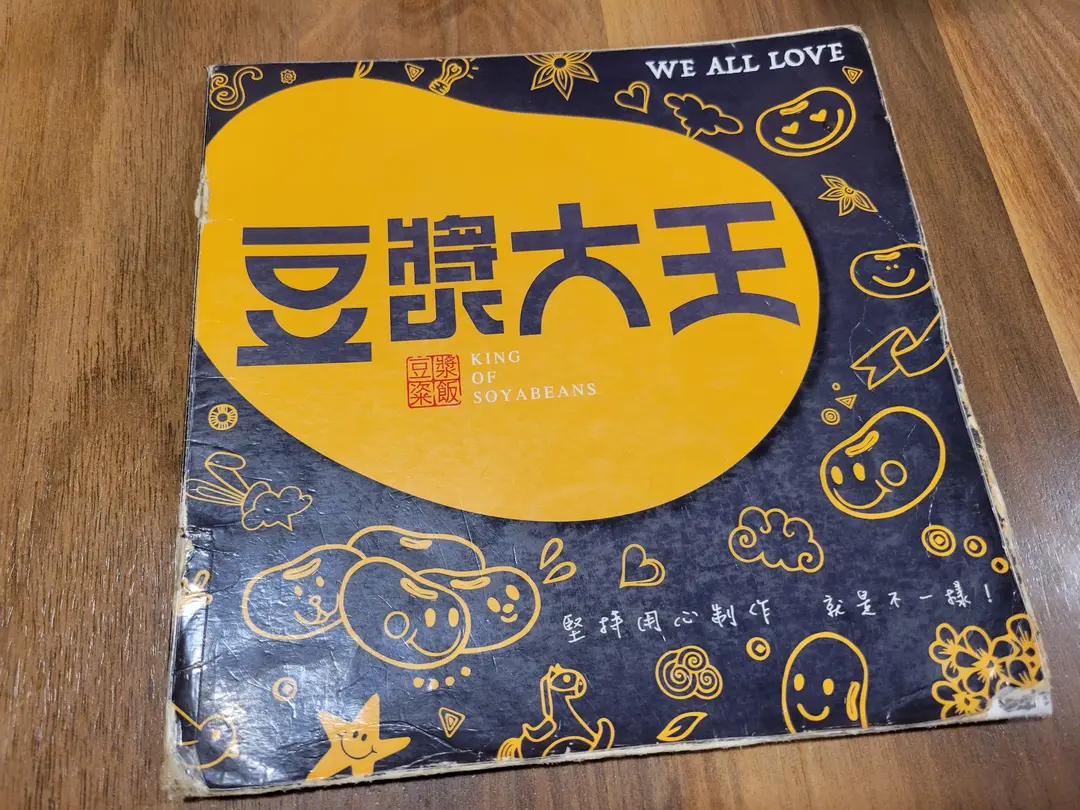 WE ALL LOVE
豆漿大王
豆漿
粢飯
KING
OF
SOYABEANS
堅持用心制作 就是不一樣！